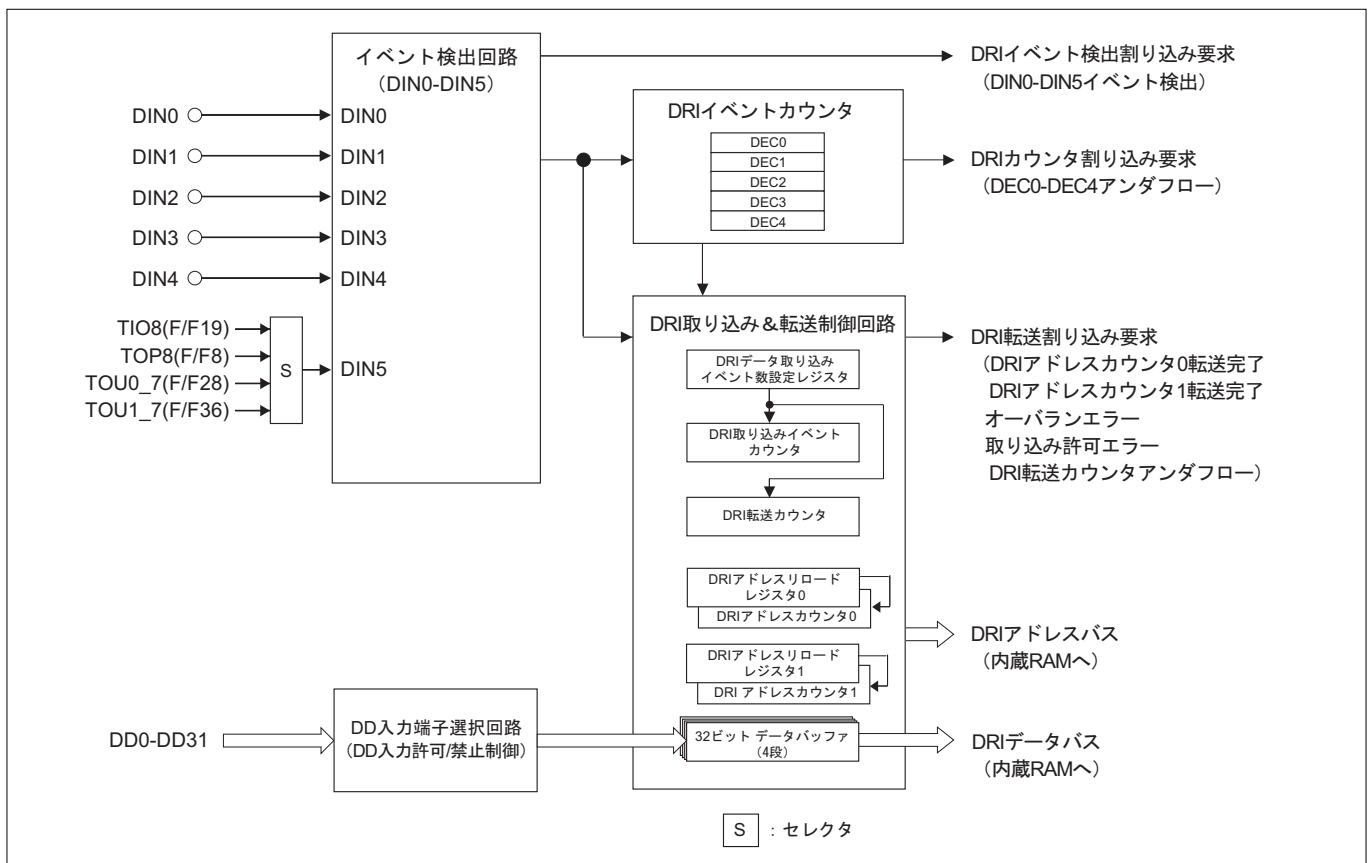 イベント検出回路
（DIN0-DIN5）
DRIイベント検出割り込み要求
（DIN0-DIN5イベント検出）
DIN0
DIN0
DIN1
DIN1
DIN2
DIN2
DIN3
DIN3
DIN4
DIN4
TIO8(F/F19)
TOP8(F/F8)
TOU0_7(F/F28)
TOU1_7(F/F36)
S
DIN5
DRIイベントカウンタ
DEC0
DEC1
DEC2
DEC3
DEC4
DRIカウンタ割り込み要求
（DEC0-DEC4アンダフロー）
DRI取り込み＆転送制御回路
DRIデータ取り込み
イベント数設定レジスタ
DRI取り込みイベント
カウンタ
DRI転送カウンタ
DRI転送割り込み要求
（DRIアドレスカウンタ0転送完了
DRIアドレスカウンタ1転送完了
オーバランエラー
取り込み許可エラー
DRI転送カウンタアンダフロー）
DRIアドレスリロード
レジスタ0
DRIアドレスカウンタ0
DRIアドレスリロード
レジスタ1
DRI アドレスカウンタ1
DRIアドレスバス
（内蔵RAMへ）
DD0-DD31
DD入力端子選択回路
（DD入力許可/禁止制御）
32ビット データバッファ
（4段）
DRIデータバス
（内蔵RAMへ）
S ：セレクタ